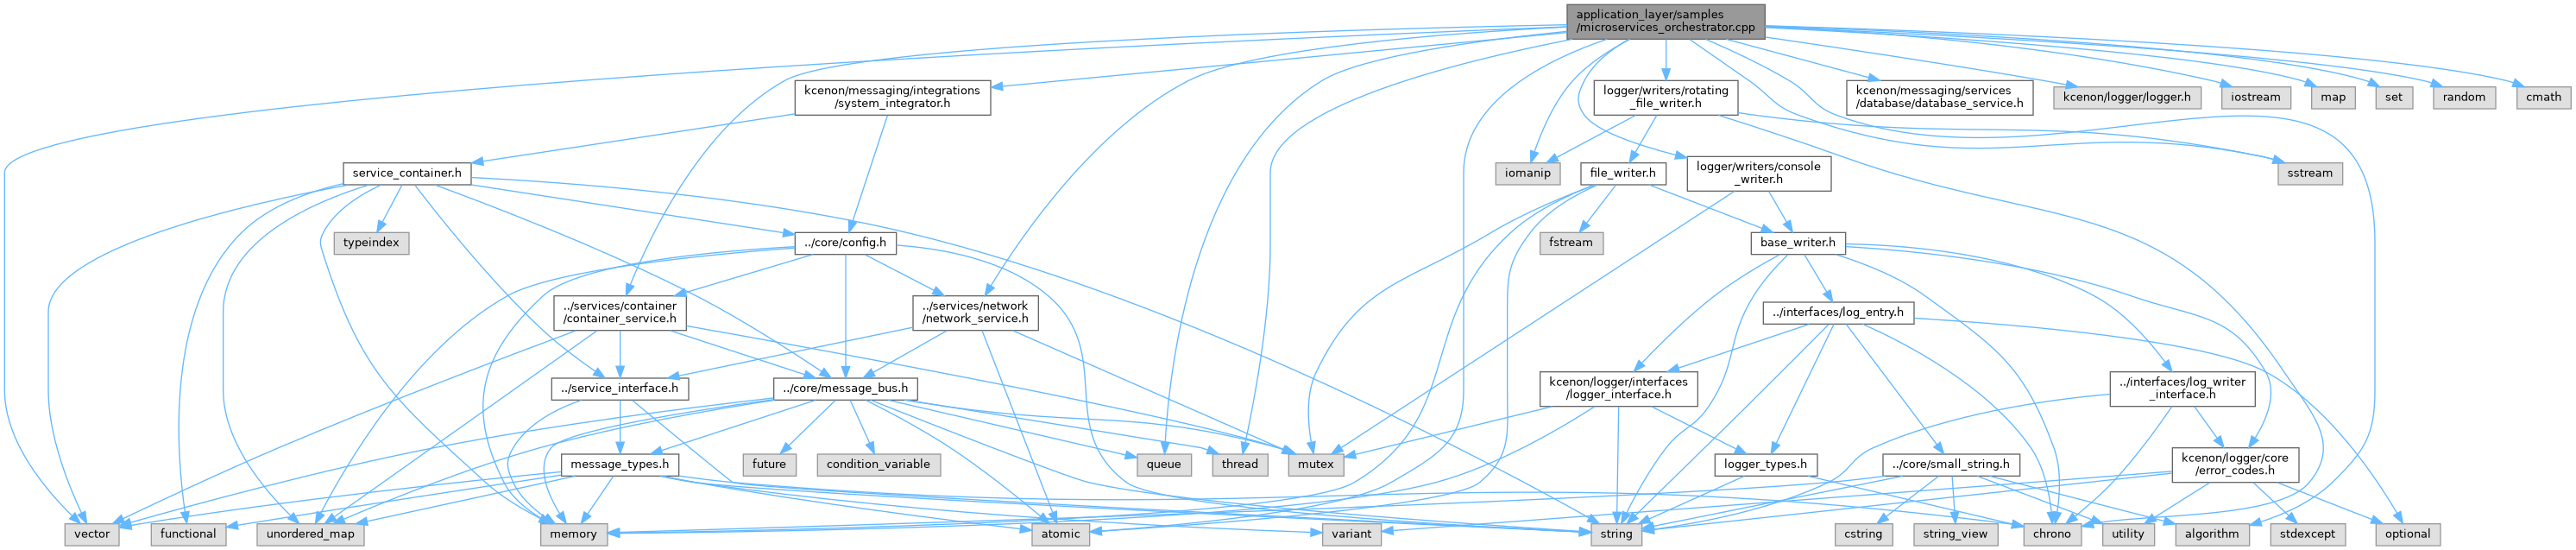 application_layer/samples
/microservices_orchestrator.cpp
kcenon/messaging/integrations
/system_integrator.h
logger/writers/rotating
_file_writer.h
kcenon/messaging/services
/database/database_service.h
kcenon/logger/logger.h
iostream
map
set
random
cmath
service_container.h
iomanip
file_writer.h
logger/writers/console
_writer.h
sstream
typeindex
../core/config.h
fstream
base_writer.h
../services/container
/container_service.h
../services/network
/network_service.h
../interfaces/log_entry.h
../service_interface.h
../core/message_bus.h
kcenon/logger/interfaces
/logger_interface.h
../interfaces/log_writer
_interface.h
message_types.h
future
condition_variable
queue
thread
mutex
logger_types.h
../core/small_string.h
kcenon/logger/core
/error_codes.h
vector
functional
unordered_map
memory
atomic
variant
string
cstring
string_view
chrono
utility
algorithm
stdexcept
optional